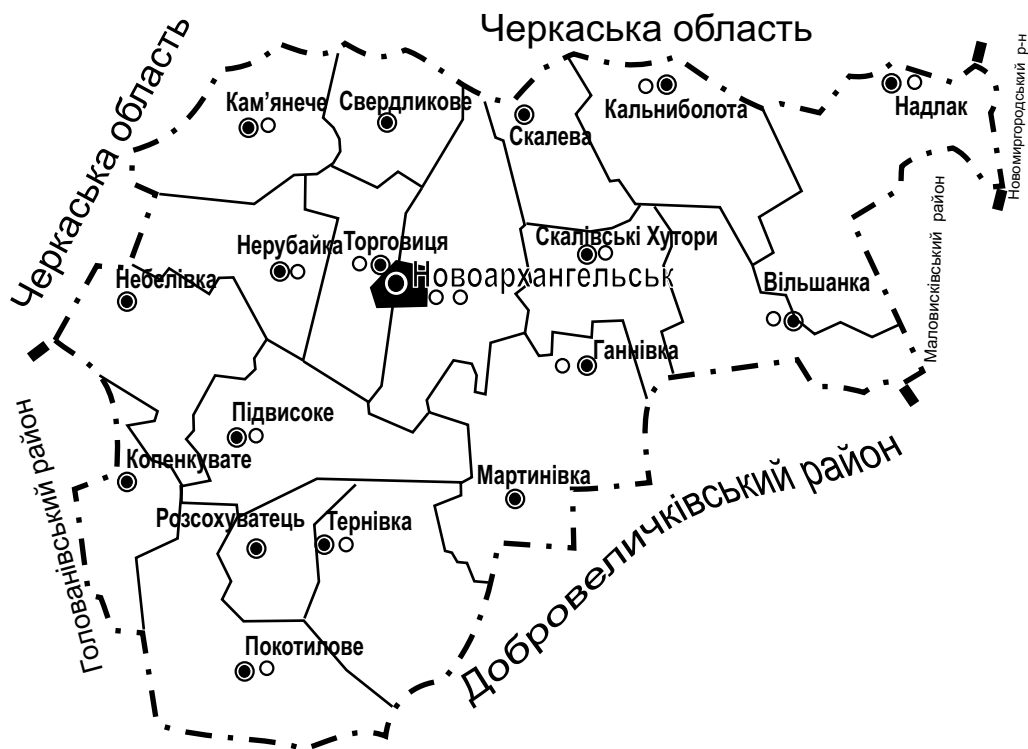 Черкаська область
Черкаська область
Новомиргородський р-н
Кам’янече
Свердликове
Скалева
Кальниболота
Надлак
Маловисківський район
Нерубайка
Торговиця
Скалівські Хутори
Небелівка
Новоархангельськ
Вільшанка
Ганнівка
Підвисоке
Голованівський район
Копенкувате
Мартинівка
Добровеличківський район
Розсохуватець
Тернівка
Покотилове